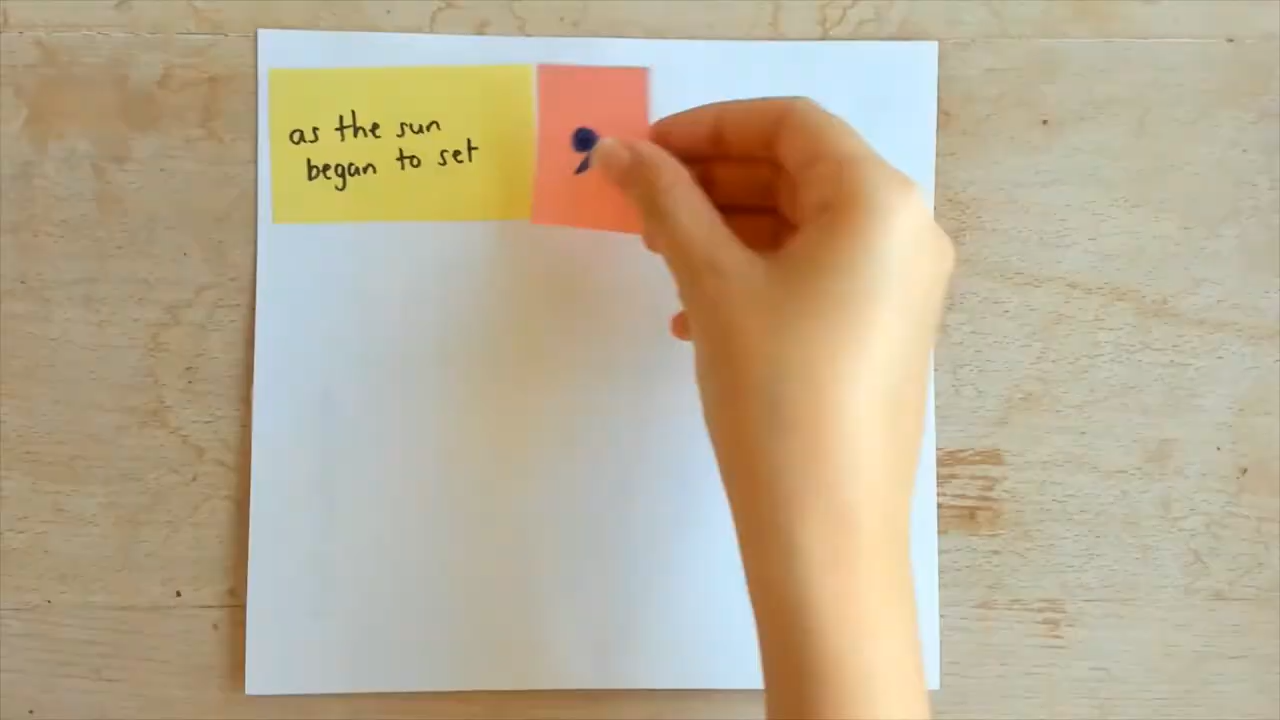 as the sun
began to set
,